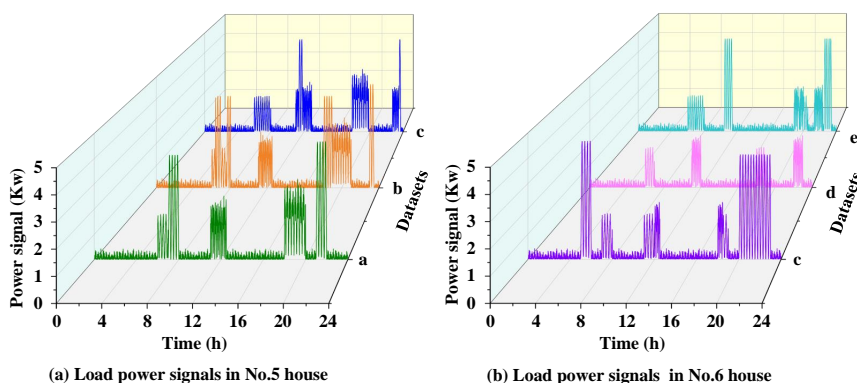 5
4
3
2
1
0
Power signal (Kw)
0 4 8 12 16 20 24
Time (h)
a
b
c
Datasets
(a) Load power signals in No.5 house
5
4
3
2
1
0
Power signal (Kw)
0 4 8 12 16 20 24
Time (h)
c
d
e
Datasets
(b) Load power signals in No.6 house